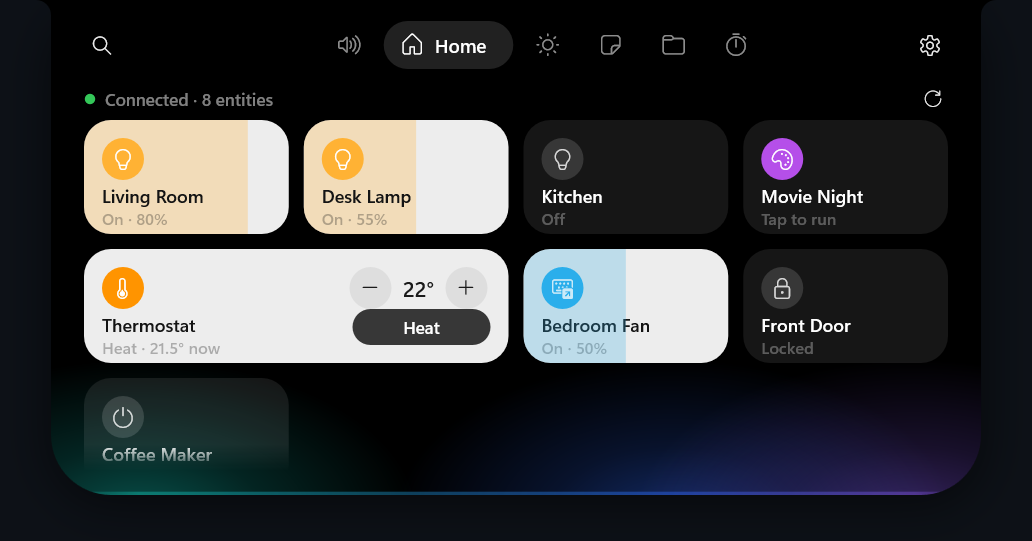 Home
Connected · 8 entities
Living Room
On · 80%
Desk Lamp
On · 55%
Kitchen
Off
Movie Night
Tap to run
Thermostat
Heat · 21.5° now
22°
Heat
Bedroom Fan
On · 50%
Front Door
Locked
Coffee Maker